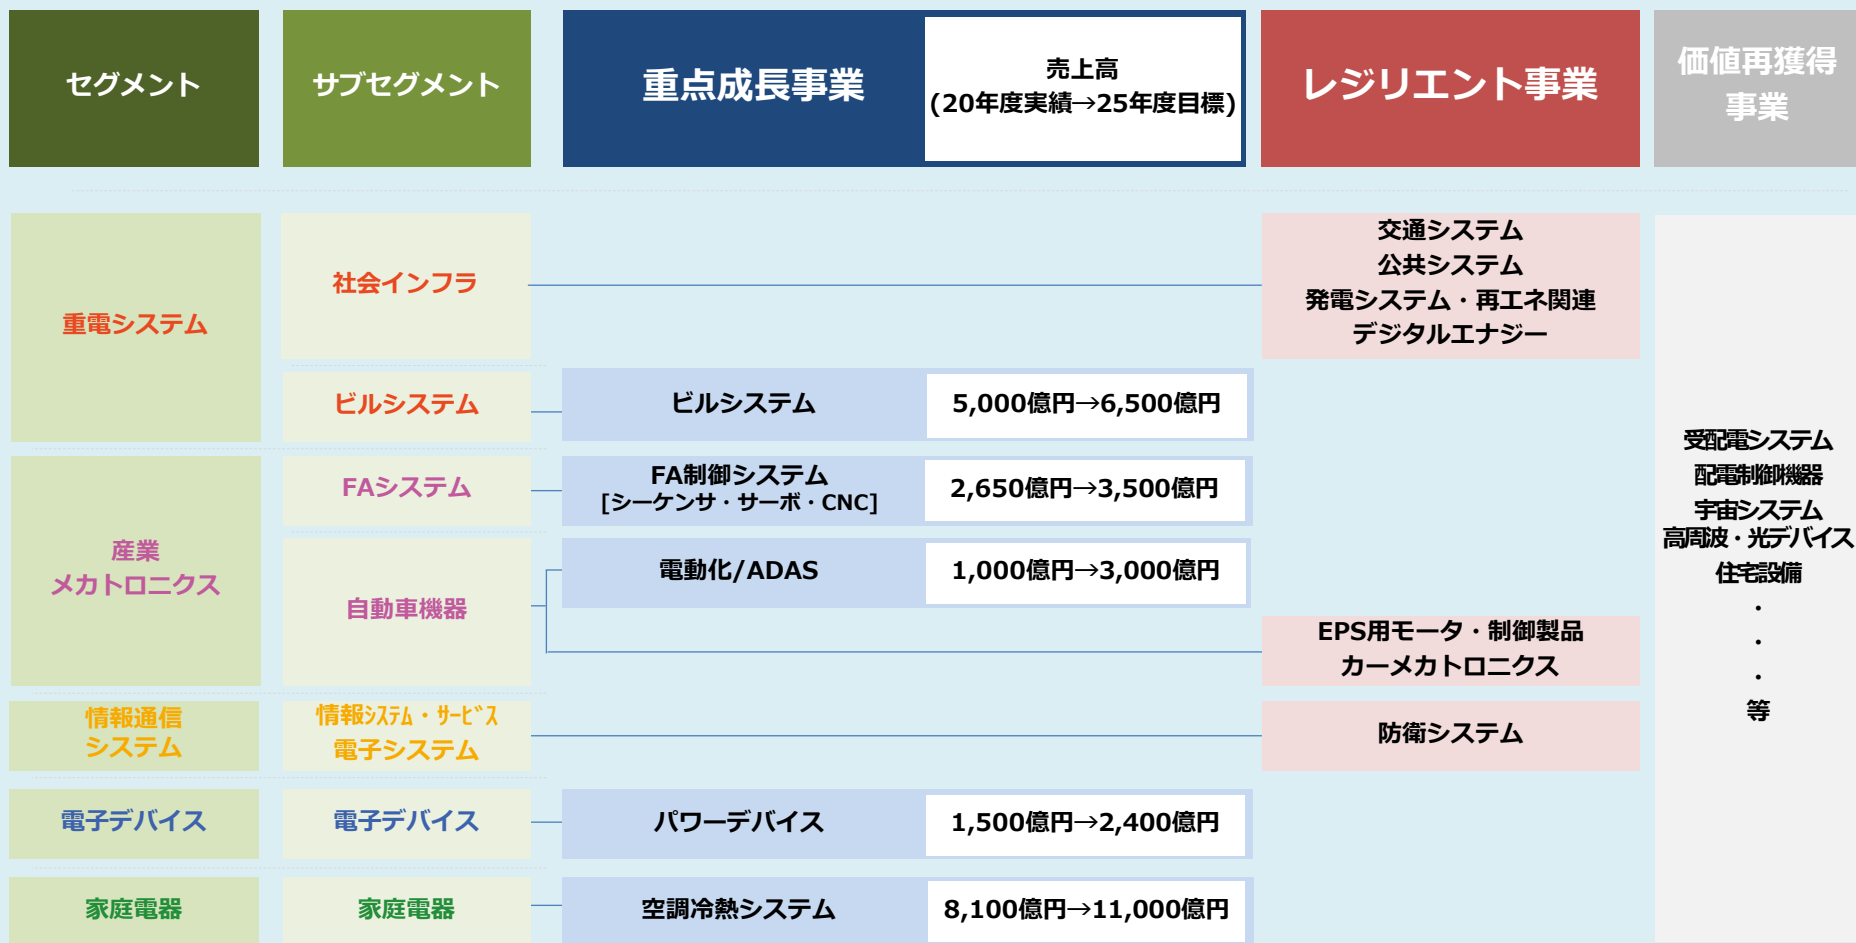 セグメント
サブセグメント
重点成長事業
売上高
(20年度実績→25年度目標)
レジリエント事業
価値再獲得
事業
重電システム
社会インフラ
交通システム
公共システム
発電システム・再エネ関連
デジタルエナジー
ビルシステム
ビルシステム
5,000億円→6,500億円
産業
メカトロニクス
FAシステム
FA制御システム
[シーケンサ・サーボ・CNC]
2,650億円→3,500億円
自動車機器
電動化/ADAS
1,000億円→3,000億円
EPS用モータ・制御製品
カーメカトロニクス
情報通信
システム
情報ｼｽﾃﾑ・ｻｰﾋﾞｽ
電子システム
防衛システム
電子デバイス
電子デバイス
パワーデバイス
1,500億円→2,400億円
家庭電器
家庭電器
空調冷熱システム
8,100億円→11,000億円
受配電システム
配電制御機器
宇宙システム
高周波・光デバイス
住宅設備
・
・
・
等